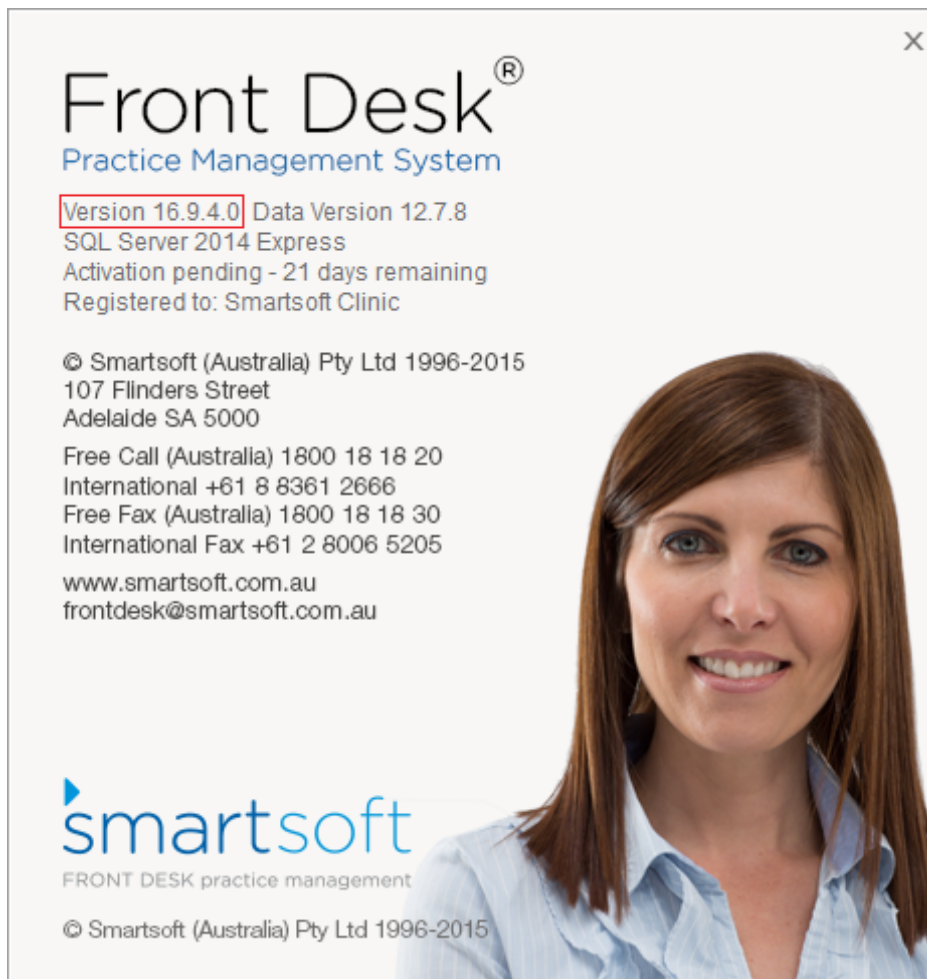 Front Desk®
Practice Management System
Version 16.9.4.0 Data Version 12.7.8
SQL Server 2014 Express
Activation pending - 21 days remaining
Registered to: Smartsoft Clinic
© Smartsoft (Australia) Pty Ltd 1996-2015
107 Flinders Street
Adelaide SA 5000
Free Call (Australia) 1800 18 18 20
International +61 8 8361 2666
Free Fax (Australia) 1800 18 18 30
International Fax +61 2 8006 5205
www.smartsoft.com.au
frontdesk@smartsoft.com.au
smartsoft
FRONT DESK practice management
© Smartsoft (Australia) Pty Ltd 1996-2015